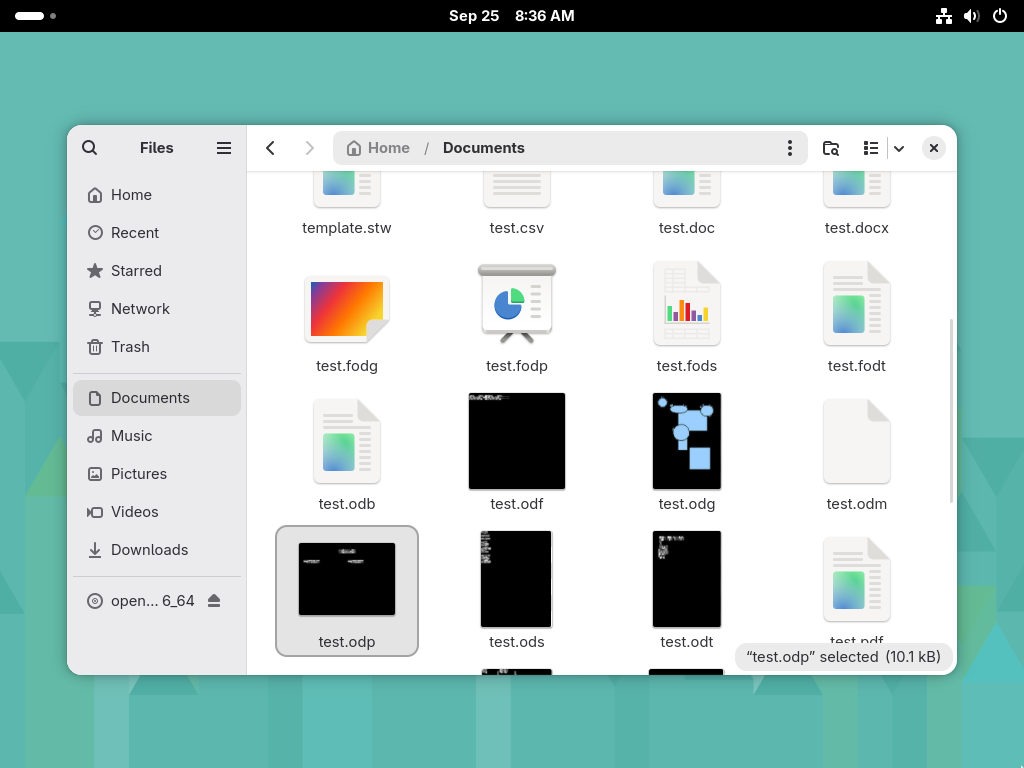 Sep 25 8:36 AM
Files
Home / Documents
Home
Recent
Starred
Network
Trash
Documents
Music
Pictures
Videos
Downloads
open... 6_64
template.stw
test.csv
test.doc
test.docx
test.fodg
test.fodp
test.fods
test.fodt
test.odb
test.odf
test.odg
test.odm
test.odp
test.ods
test.odt
test.pdf
“test.odp” selected (10.1 kB)